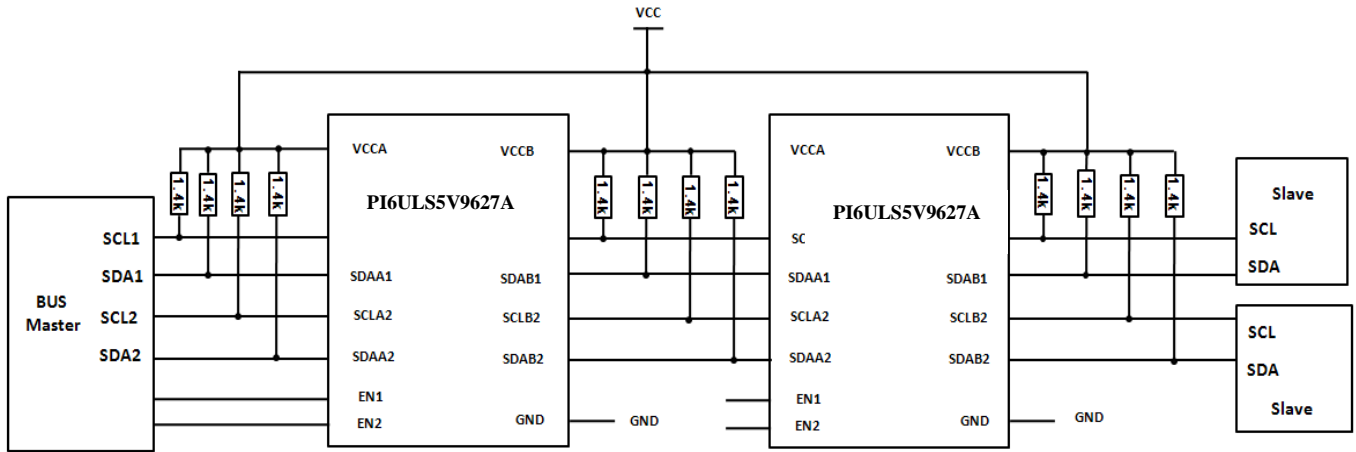 VCC
1.4k
1.4k
1.4k
1.4k
VCCA
VCCB
PI6ULS5V9627A
SDAA1
SDAB1
SCLA2
SCLB2
SDAA2
SDAB2
EN1
EN2
GND
GND
BUS
Master
SCL1
SDA1
SCL2
SDA2
1.4k
1.4k
1.4k
1.4k
VCCA
VCCB
PI6ULS5V9627A
SC
SDAA1
SDAB1
SCLA2
SCLB2
SDAA2
SDAB2
EN1
EN2
GND
GND
1.4k
1.4k
1.4k
1.4k
Slave
SCL
SDA
SCL
SDA
Slave